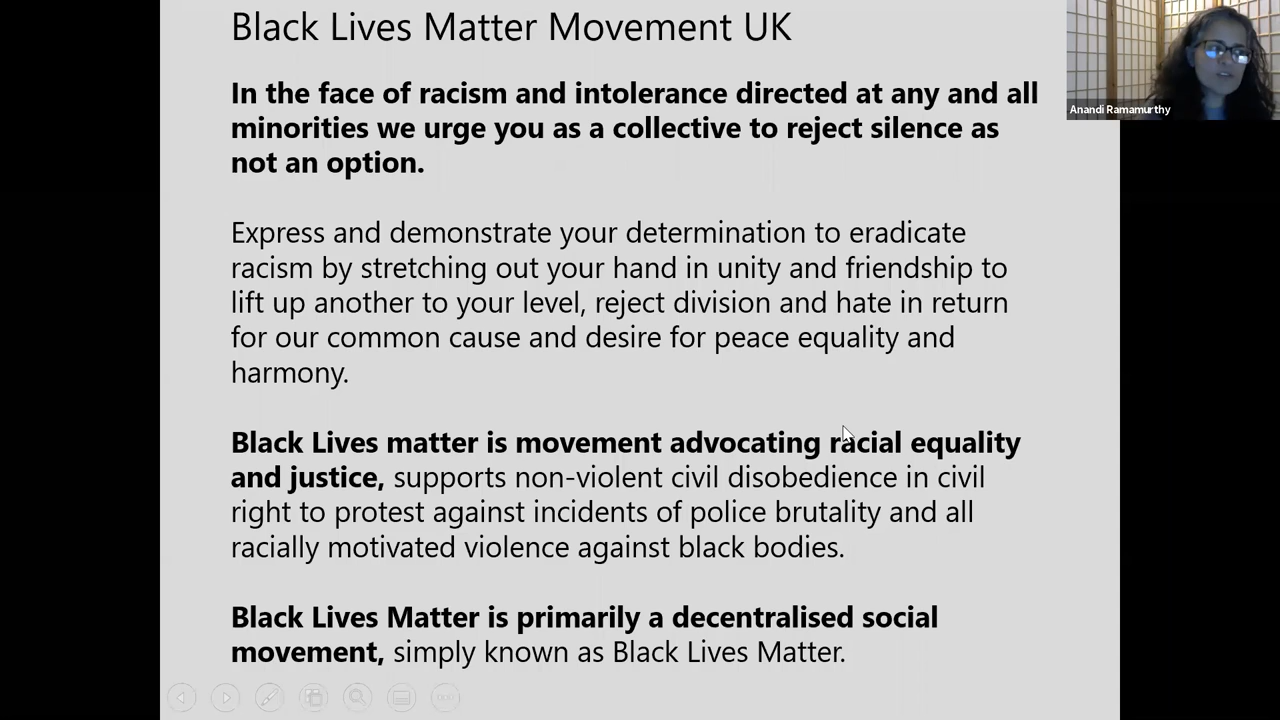 Black Lives Matter Movement UK
In the face of racism and intolerance directed at any and all
minorities we urge you as a collective to reject silence as
not an option.
Express and demonstrate your determination to eradicate
racism by stretching out your hand in unity and friendship to
lift up another to your level, reject division and hate in return
for our common cause and desire for peace equality and
harmony.
Black Lives matter is movement advocating racial equality
and justice, supports non-violent civil disobedience in civil
right to protest against incidents of police brutality and all
racially motivated violence against black bodies.
Black Lives Matter is primarily a decentralised social
movement, simply known as Black Lives Matter.
Anandi Ramamurthy